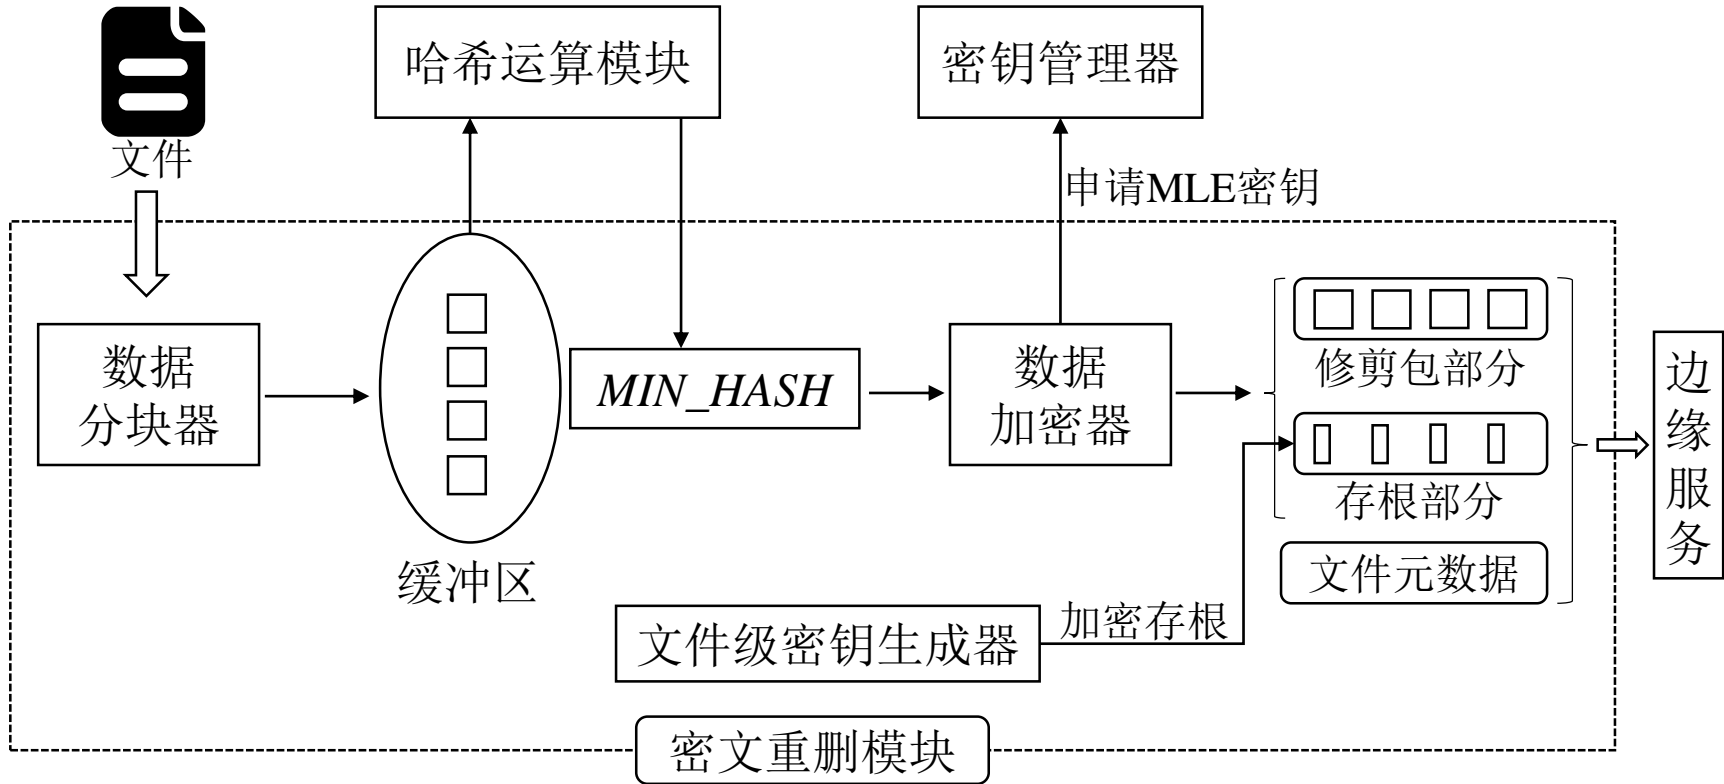 哈希运算模块
密钥管理器
文件
申请MLE密钥
数据
分块器
缓冲区
MIN_HASH
数据
加密器
修剪包部分
存根部分
文件元数据
边缘服务
文件级密钥生成器
加密存根
密文重删模块